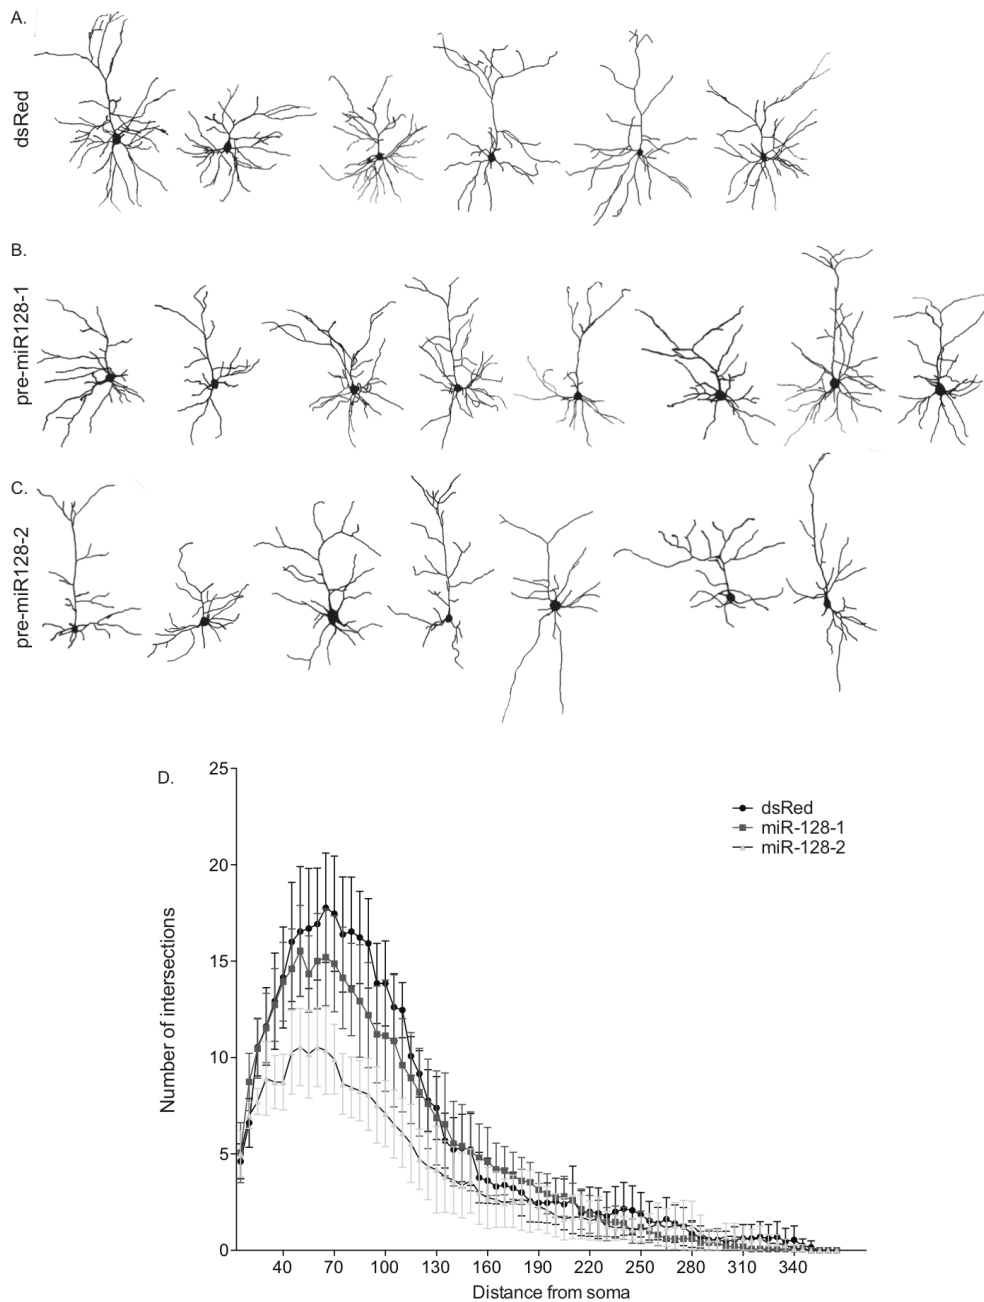 A.
dsRed
B.
pre-miR128-1
C.
pre-miR128-2
D.
25
20
15
10
5
0
Number of intersections
dsRed
miR-128-1
miR-128-2
40 70 100 130 160 190 220 250 280 310 340
Distance from soma